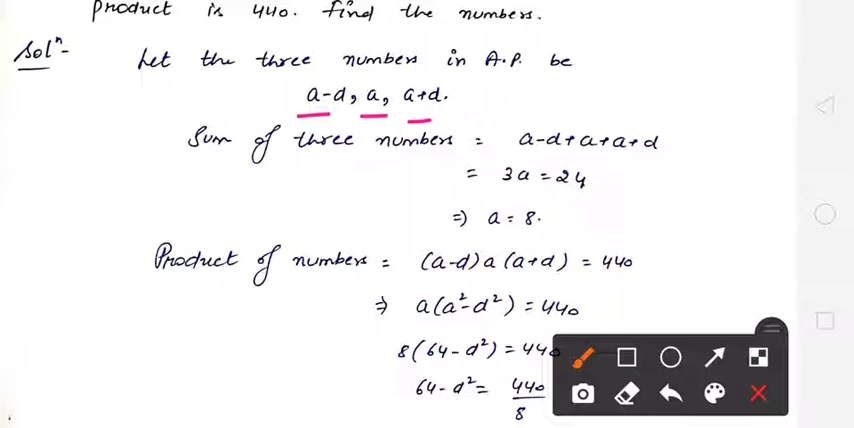 Product is 440. Find the numbers.
Solⁿ- Let the three numbers in A.P. be
a-d, a, a+d.
Sum of three numbers = a-d+a+a+d
= 3a = 24
=> a = 8.
Product of numbers = (a-d) a (a+d) = 440
=> a(a²-d²) = 440
8(64-d²) = 440
64-d² = 440/8